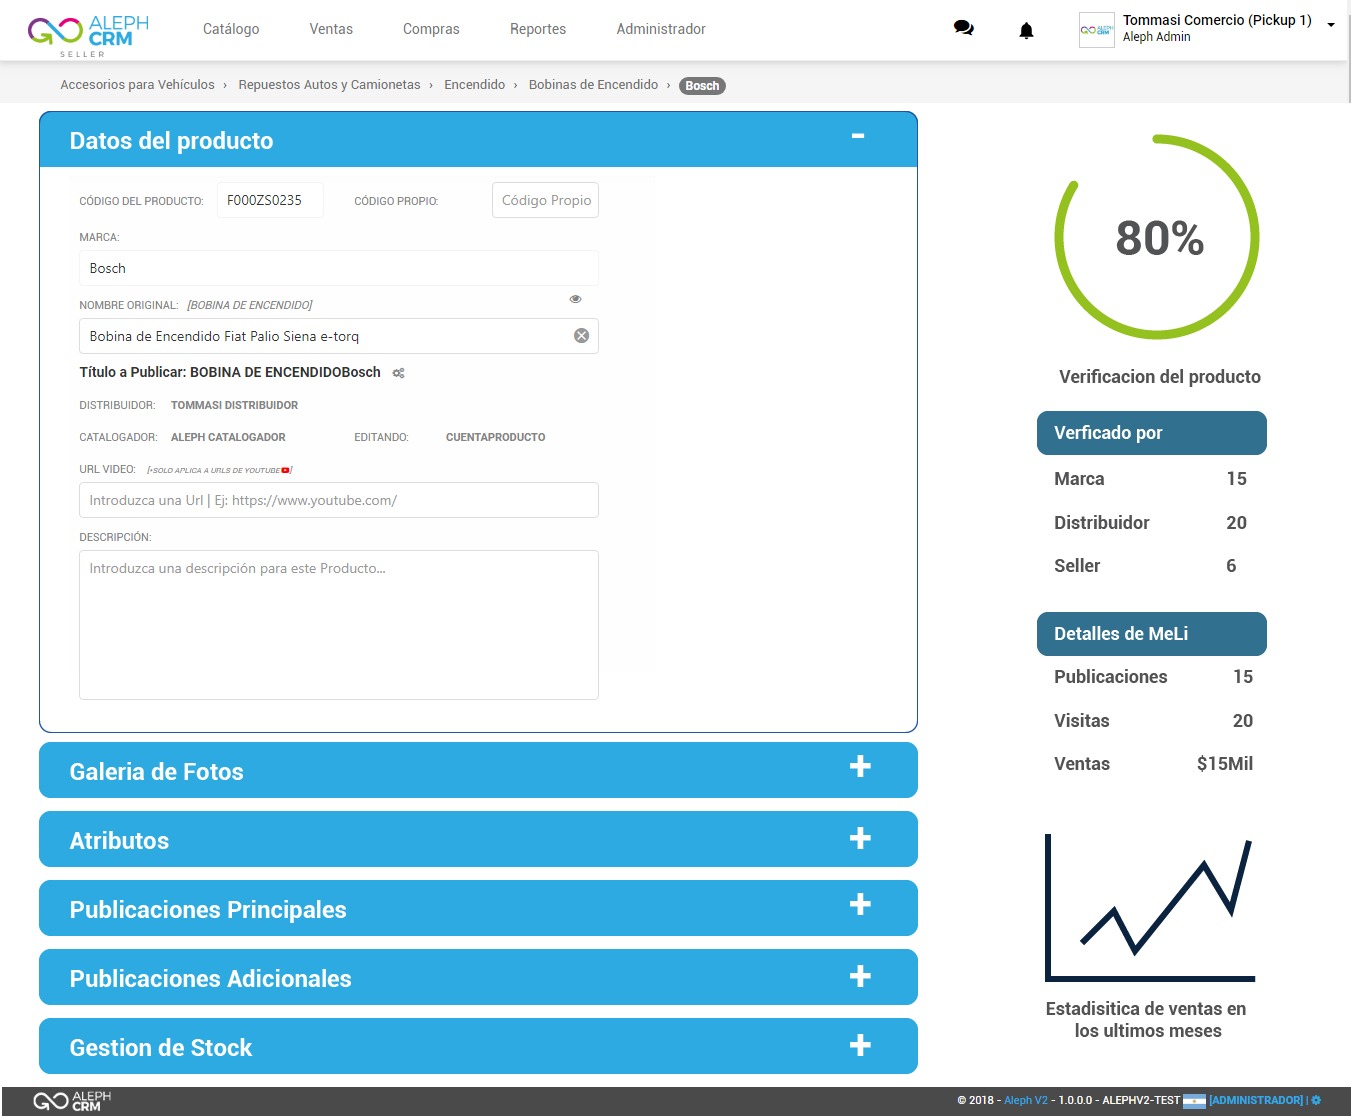 ALEPH
CRM
SELLER
Catálogo
Ventas
Compras
Reportes
Administrador
ALEPH CRM
Tommasi Comercio (Pickup 1)
Aleph Admin
Accesorios para Vehículos › Repuestos Autos y Camionetas › Encendido › Bobinas de Encendido › Bosch
Datos del producto
CÓDIGO DEL PRODUCTO: F000ZS0235 CÓDIGO PROPIO: Código Propio
MARCA:
Bosch
NOMBRE ORIGINAL: [BOBINA DE ENCENDIDO]
Bobina de Encendido Fiat Palio Siena e-torq
Título a Publicar: BOBINA DE ENCENDIDOBosch
DISTRIBUIDOR: TOMMASI DISTRIBUIDOR
CATALOGADOR: ALEPH CATALOGADOR EDITANDO: CUENTAPRODUCTO
URL VIDEO: [*SOLO APLICA A URLS DE YOUTUBE ]
Introduzca una Url | Ej: https://www.youtube.com/
DESCRIPCIÓN:
Introduzca una descripción para este Producto...
Galeria de Fotos
Atributos
Publicaciones Principales
Publicaciones Adicionales
Gestion de Stock
80%
Verificacion del producto
Verficado por
Marca 15
Distribuidor 20
Seller 6
Detalles de MeLi
Publicaciones 15
Visitas 20
Ventas $15Mil
Estadisitica de ventas en
los ultimos meses
ALEPH
CRM
© 2018 - Aleph V2 - 1.0.0.0 - ALEPHV2-TEST [ADMINISTRADOR] |